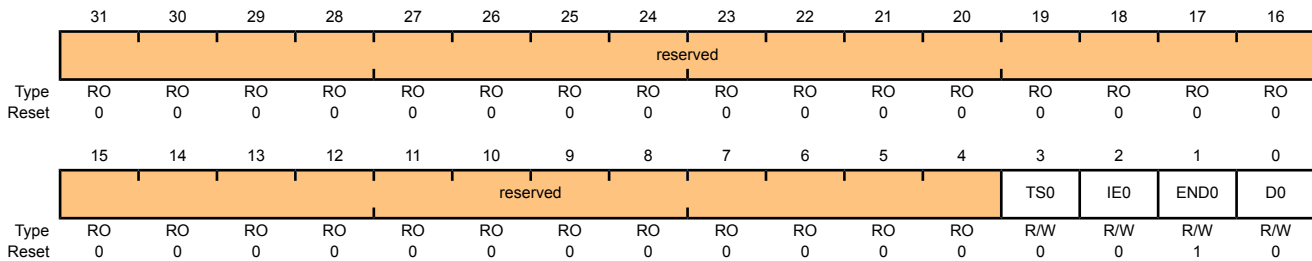 31 30 29 28 27 26 25 24 23 22 21 20 19 18 17 16
reserved
Type RO RO RO RO RO RO RO RO RO RO RO RO RO RO RO RO
Reset 0 0 0 0 0 0 0 0 0 0 0 0 0 0 0 0
15 14 13 12 11 10 9 8 7 6 5 4 3 2 1 0
reserved TS0 IE0 END0 D0
Type RO RO RO RO RO RO RO RO RO RO RO RO R/W R/W R/W R/W
Reset 0 0 0 0 0 0 0 0 0 0 0 0 0 0 1 0